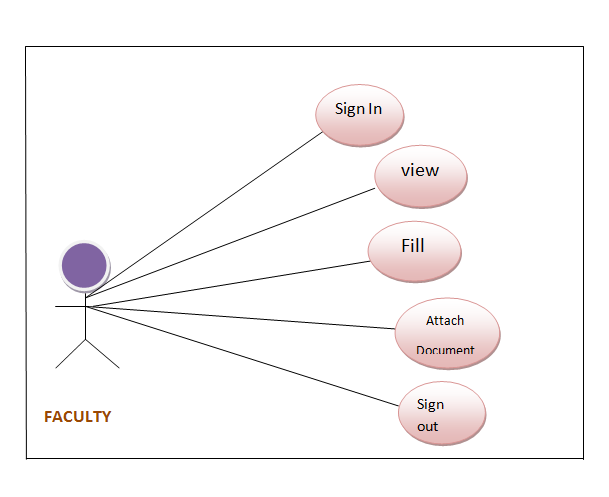 Sign In
view
Fill
Attach
Document
Sign
out
FACULTY